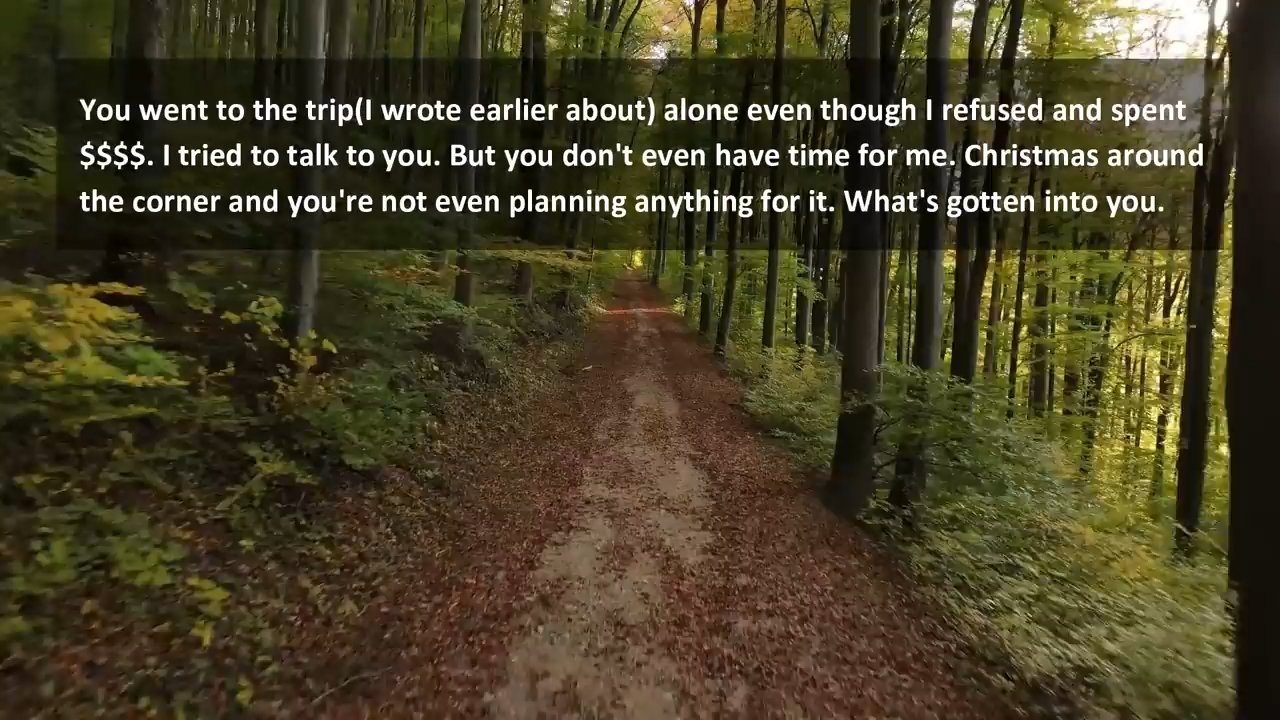 You went to the trip(I wrote earlier about) alone even though I refused and spent
$$$$. I tried to talk to you. But you don't even have time for me. Christmas around
the corner and you're not even planning anything for it. What's gotten into you.